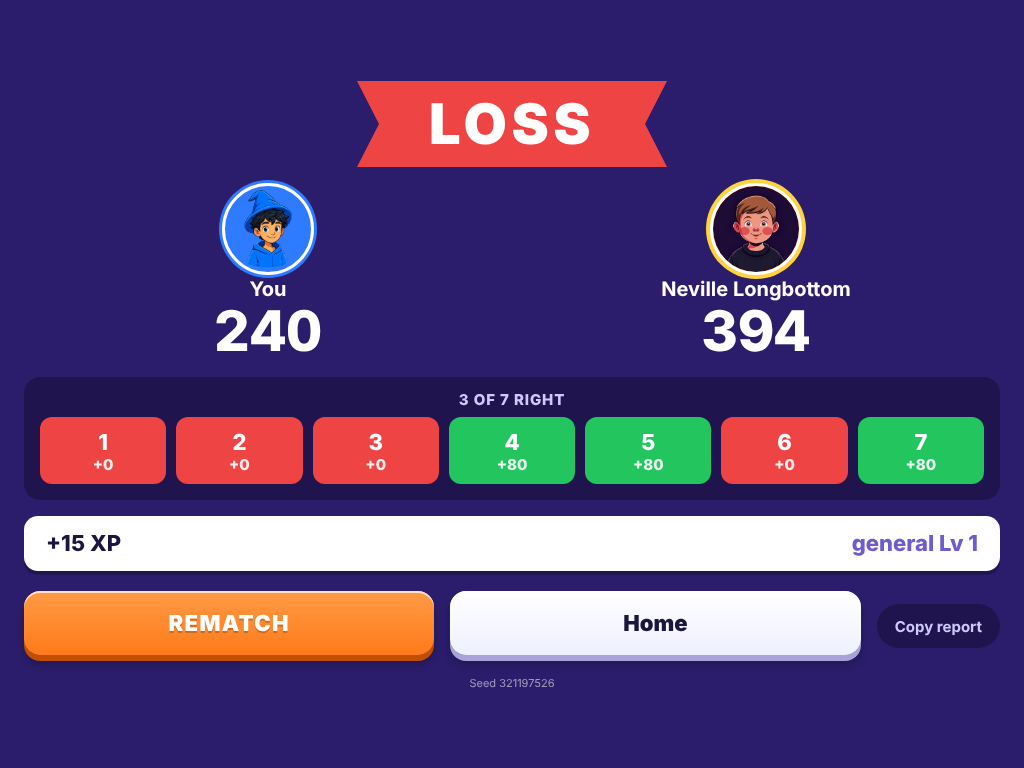 LOSS
You
Neville Longbottom
240
394
3 OF 7 RIGHT
1
2
3
4
5
6
7
+0
+0
+0
+80
+80
+0
+80
+15 XP
general Lv 1
REMATCH
Home
Copy report
Seed 321197526